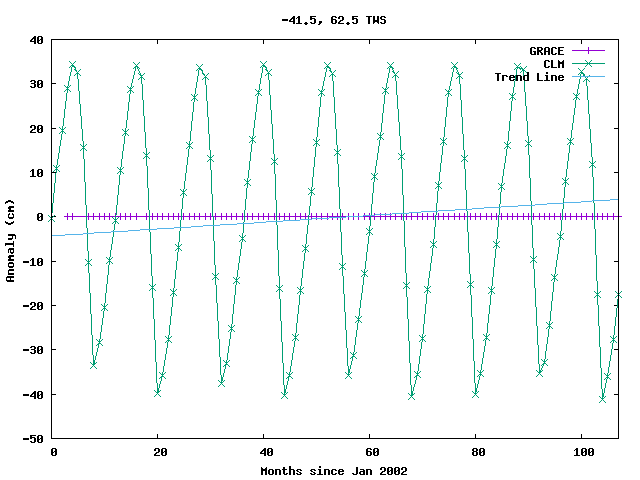 -41.5, 62.5 TWS
GRACE
CLM
Trend Line
40
30
20
10
0
-10
-20
-30
-40
-50
Anomaly (cm)
0 20 40 60 80 100
Months since Jan 2002